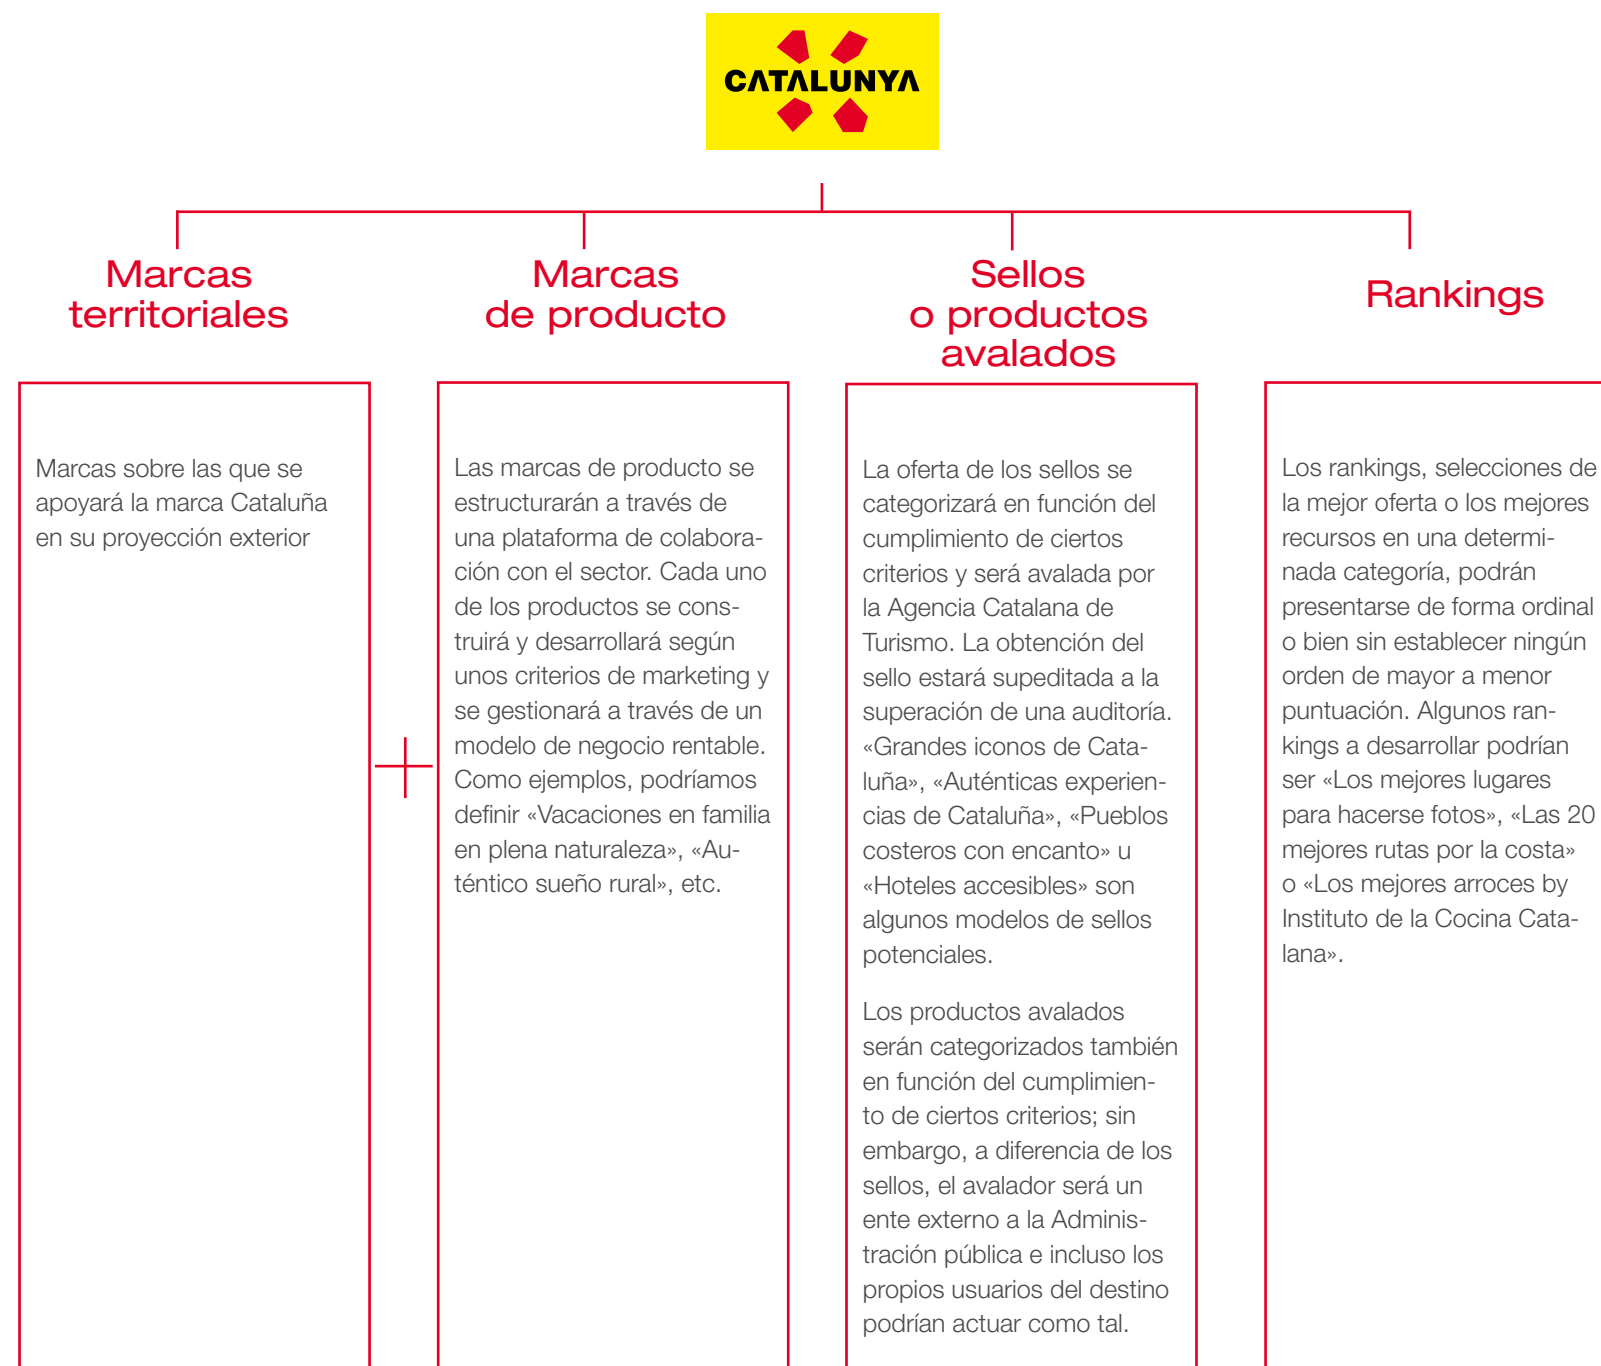 CATALUNYA
Marcas
territoriales
Marcas sobre las que se
apoyará la marca Cataluña
en su proyección exterior
Marcas
de producto
Las marcas de producto se
estructurarán a través de
una plataforma de colabora-
ción con el sector. Cada uno
de los productos se cons-
truirá y desarrollará según
unos criterios de marketing y
se gestionará a través de un
modelo de negocio rentable.
Como ejemplos, podríamos
definir «Vacaciones en familia
en plena naturaleza», «Au-
téntico sueño rural», etc.
Sellos
o productos
avalados
La oferta de los sellos se
categorizará en función del
cumplimiento de ciertos
criterios y será avalada por
la Agencia Catalana de
Turismo. La obtención del
sello estará supeditada a la
superación de una auditoría.
«Grandes iconos de Cata-
luña», «Auténticas experien-
cias de Cataluña», «Pueblos
costeros con encanto» u
«Hoteles accesibles» son
algunos modelos de sellos
potenciales.
Los productos avalados
serán categorizados también
en función del cumplimien-
to de ciertos criterios; sin
embargo, a diferencia de los
sellos, el avalador será un
ente externo a la Adminis-
tración pública e incluso los
propios usuarios del destino
podrían actuar como tal.
Rankings
Los rankings, selecciones de
la mejor oferta o los mejores
recursos en una determi-
nada categoría, podrán
presentarse de forma ordinal
o bien sin establecer ningún
orden de mayor a menor
puntuación. Algunos ran-
kings a desarrollar podrían
ser «Los mejores lugares
para hacerse fotos», «Las 20
mejores rutas por la costa»
o «Los mejores arroces by
Instituto de la Cocina Cata-
lana».